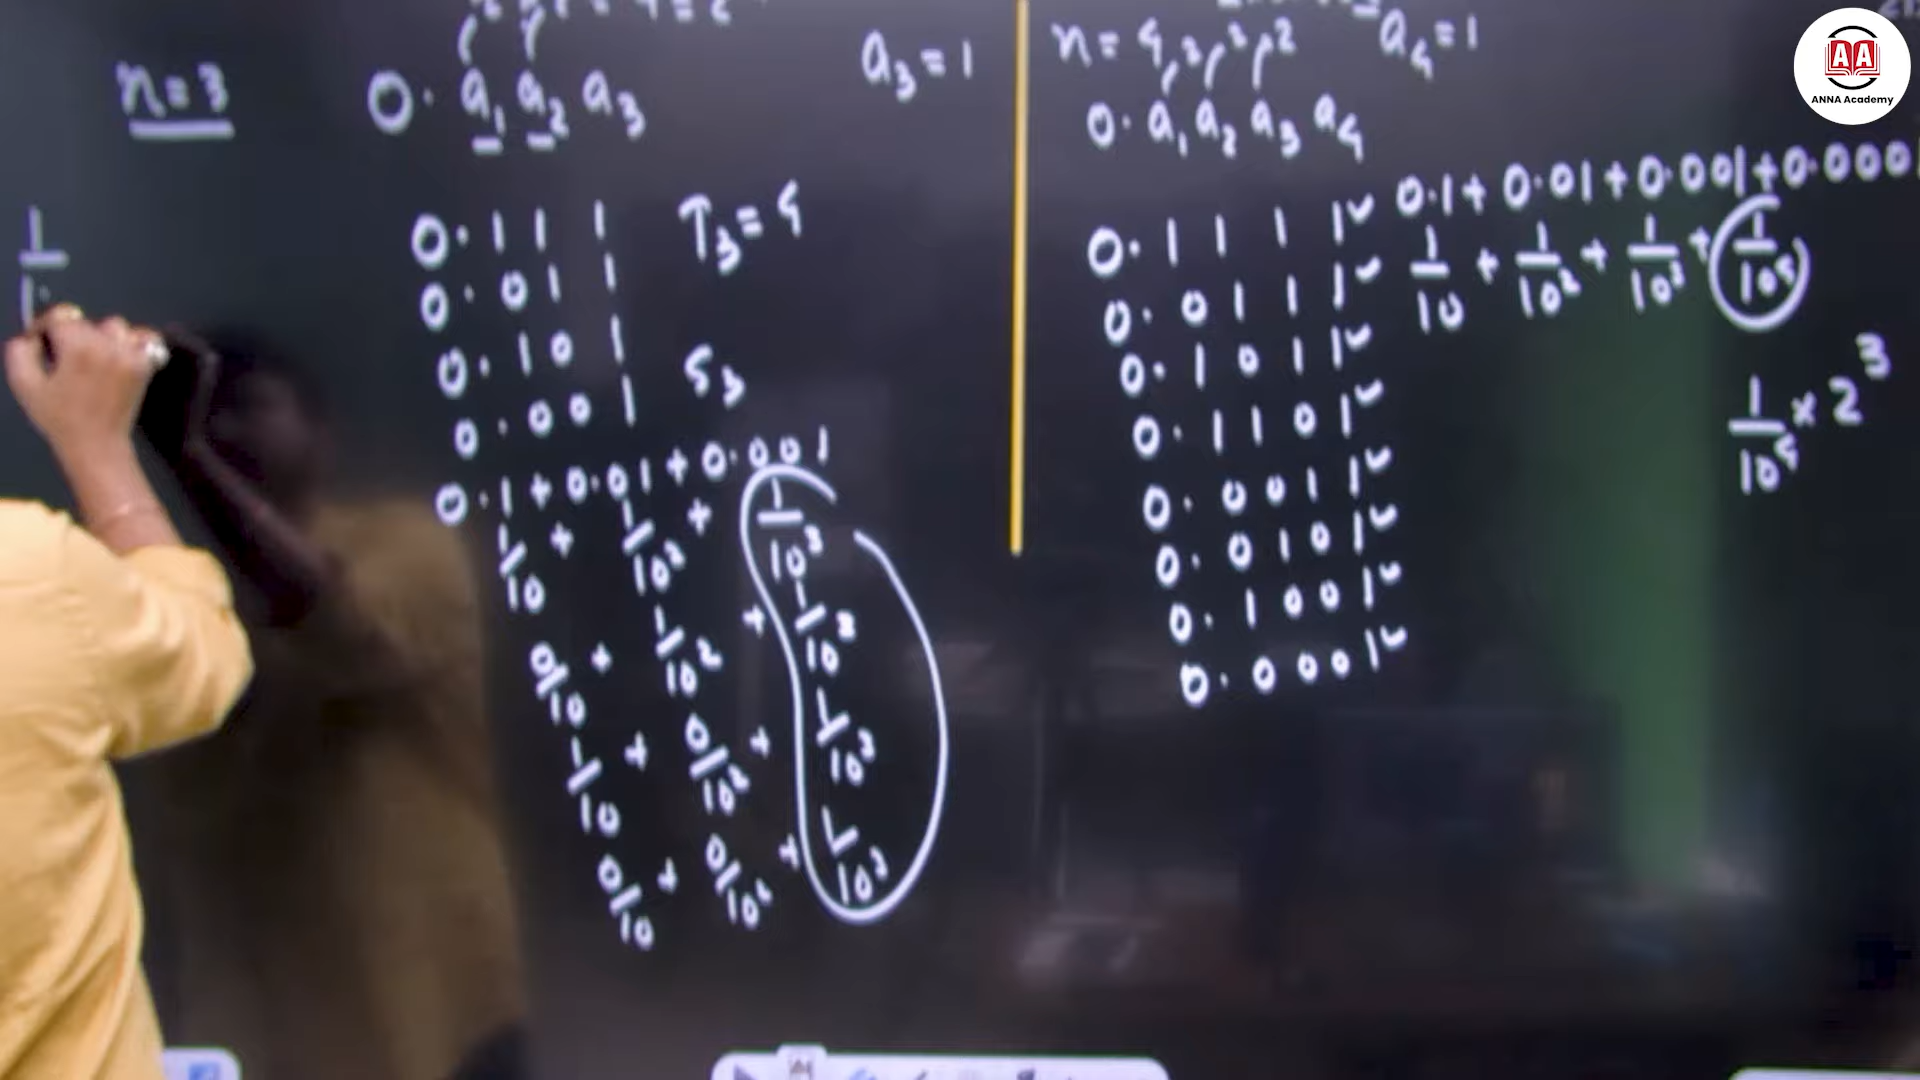 n = 3
0. a₁ a₂ a₃
a₃ = 1
0. 1 1 1
T₃ = 4
0. 0 1 1
0. 1 0 1
S₃
0. 0 0 1
0.1 + 0.01 + 0.001
1/10 + 1/10² + 1/10³
0/10 + 1/10² + 1/10³
1/10 + 0/10² + 1/10³
0/10 + 0/10² + 1/10³
1
n = 4
2 2 2
a₄ = 1
0. a₁ a₂ a₃ a₄
0.1 + 0.01 + 0.001 + 0.0001
0. 1 1 1 1 ✓
1/10 + 1/10² + 1/10³ + 1/10⁴
0. 0 1 1 1 ✓
0. 1 0 1 1 ✓
1/10⁴ × 2³
0. 1 1 0 1 ✓
0. 0 0 1 1 ✓
0. 0 1 0 1 ✓
0. 1 0 0 1 ✓
0. 0 0 0 1 ✓
AA
ANNA Academy